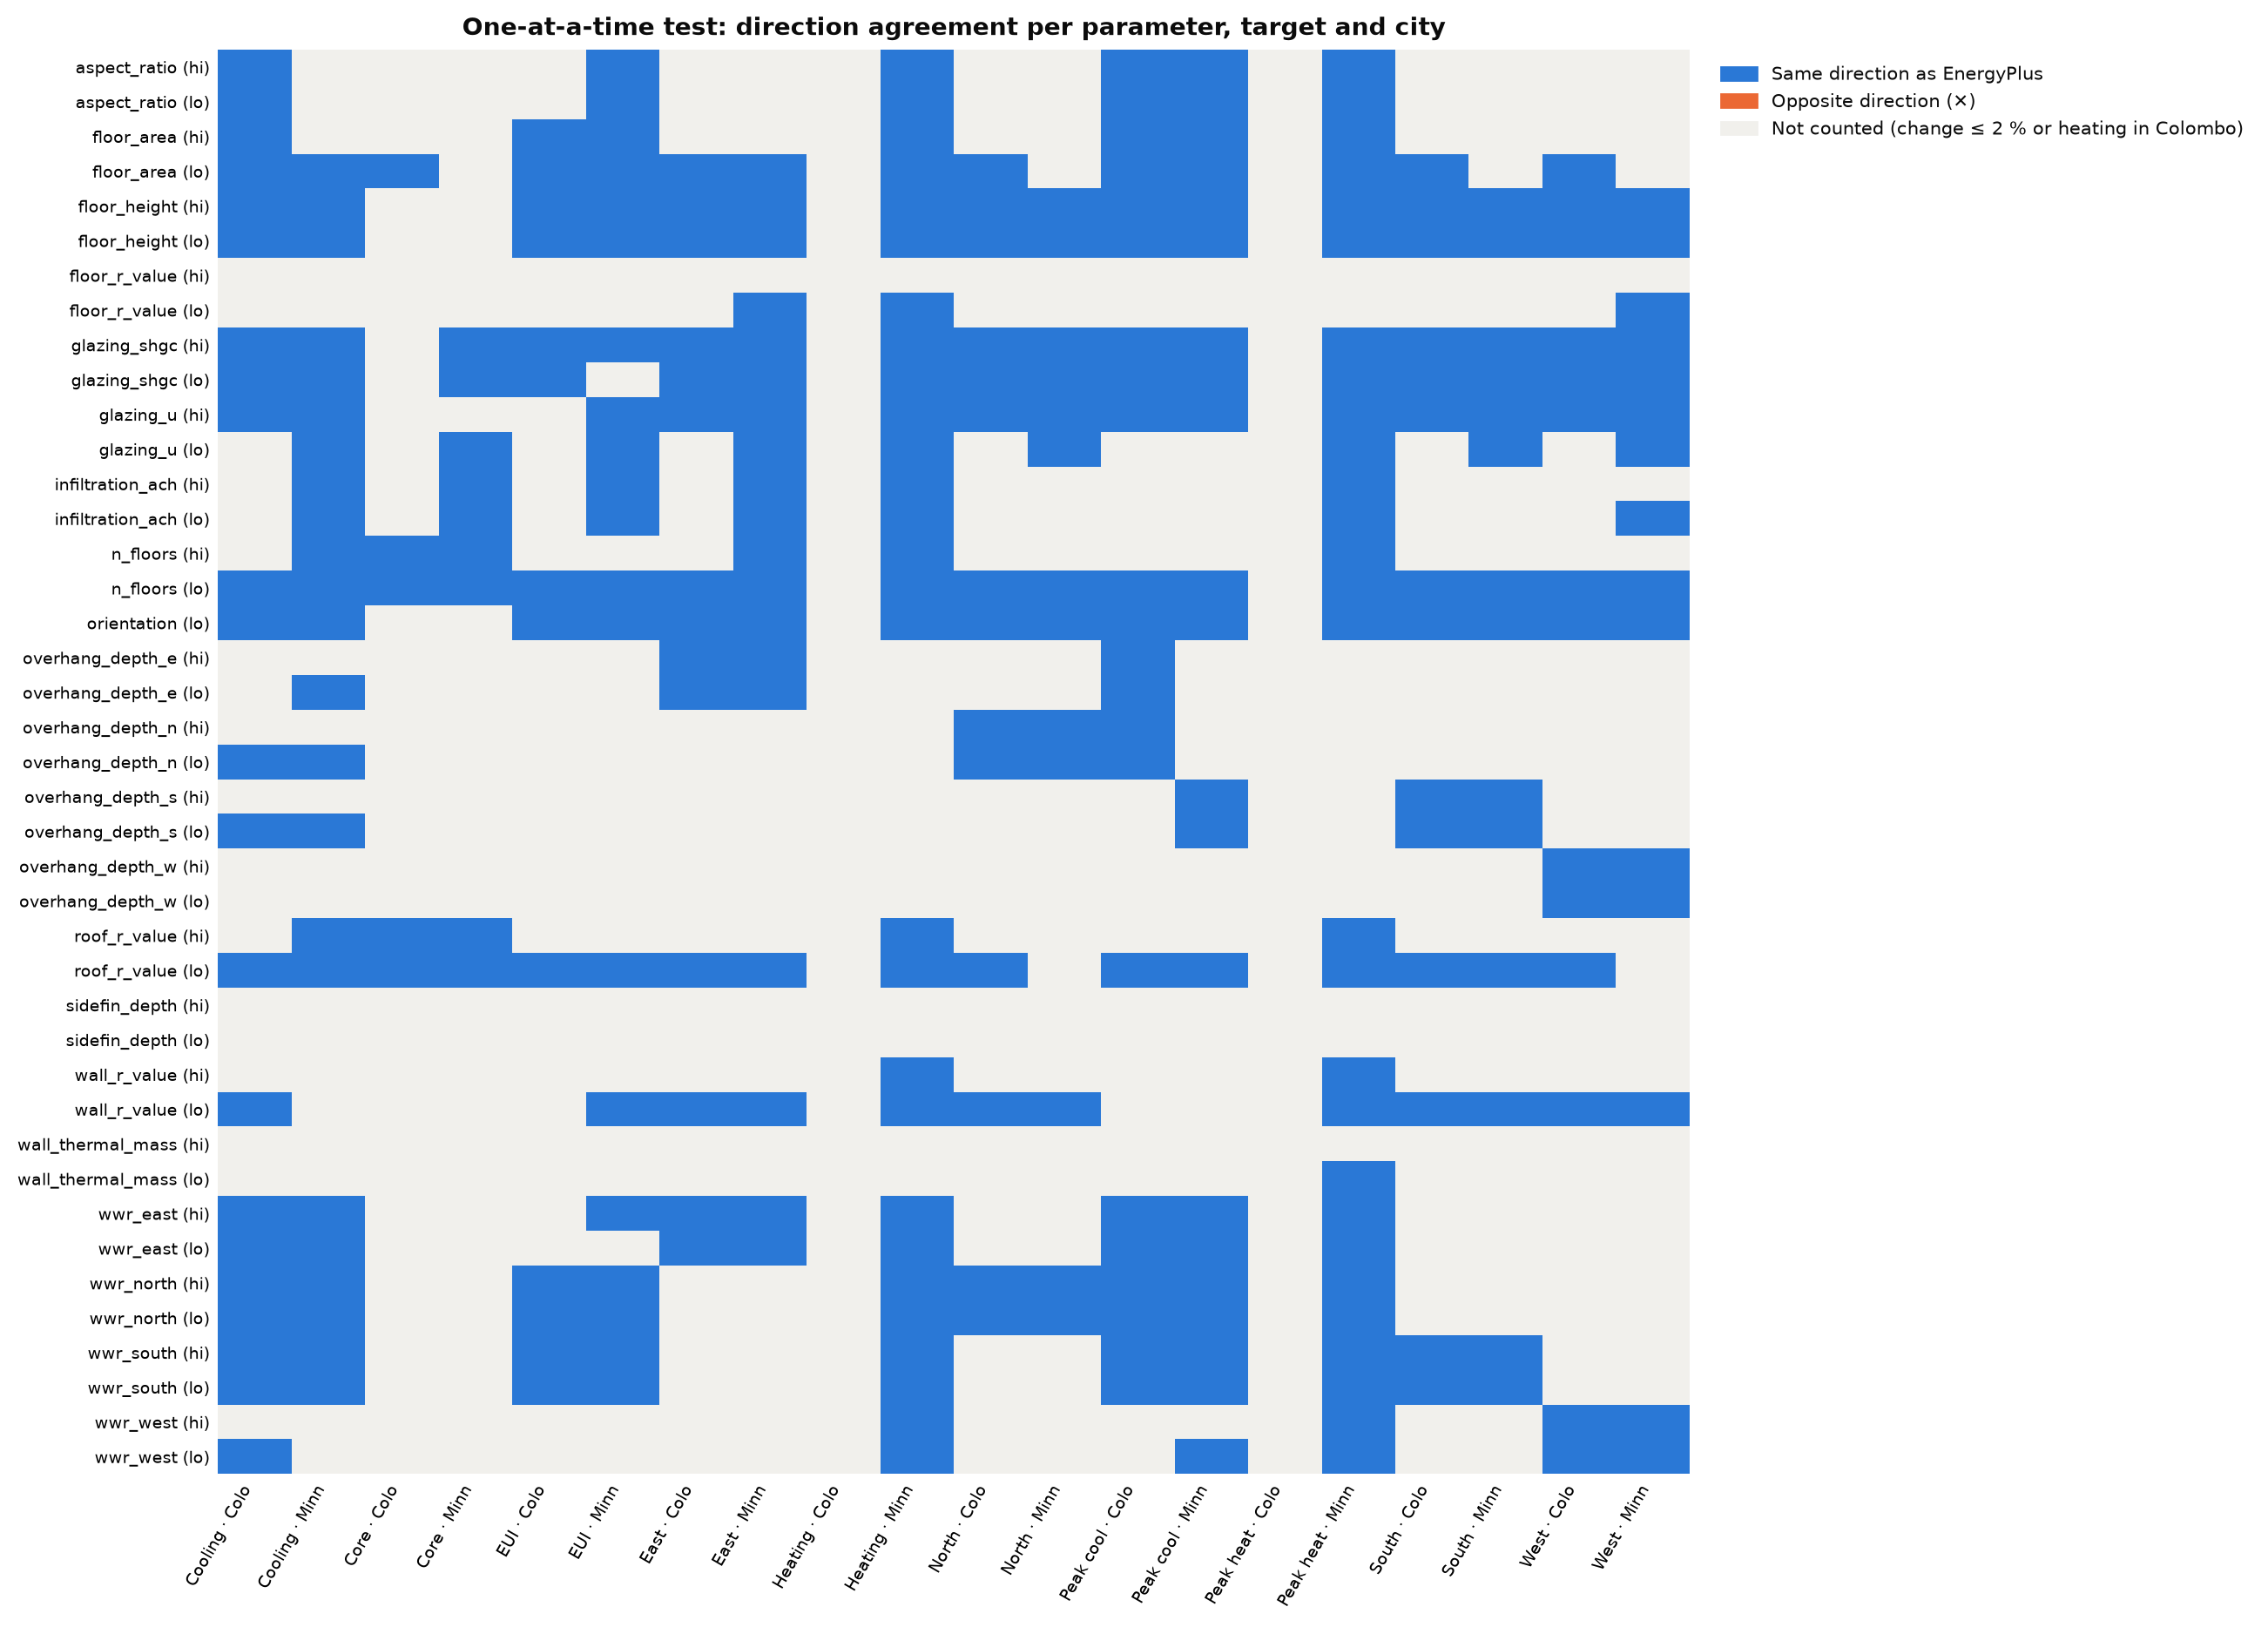 One-at-a-time test: direction agreement per parameter, target and city
Same direction as EnergyPlus
Opposite direction (×)
Not counted (change ≤ 2 % or heating in Colombo)
aspect_ratio (hi)
aspect_ratio (lo)
floor_area (hi)
floor_area (lo)
floor_height (hi)
floor_height (lo)
floor_r_value (hi)
floor_r_value (lo)
glazing_shgc (hi)
glazing_shgc (lo)
glazing_u (hi)
glazing_u (lo)
infiltration_ach (hi)
infiltration_ach (lo)
n_floors (hi)
n_floors (lo)
orientation (lo)
overhang_depth_e (hi)
overhang_depth_e (lo)
overhang_depth_n (hi)
overhang_depth_n (lo)
overhang_depth_s (hi)
overhang_depth_s (lo)
overhang_depth_w (hi)
overhang_depth_w (lo)
roof_r_value (hi)
roof_r_value (lo)
sidefin_depth (hi)
sidefin_depth (lo)
wall_r_value (hi)
wall_r_value (lo)
wall_thermal_mass (hi)
wall_thermal_mass (lo)
wwr_east (hi)
wwr_east (lo)
wwr_north (hi)
wwr_north (lo)
wwr_south (hi)
wwr_south (lo)
wwr_west (hi)
wwr_west (lo)
Cooling · Colo
Cooling · Minn
Core · Colo
Core · Minn
EUI · Colo
EUI · Minn
East · Colo
East · Minn
Heating · Colo
Heating · Minn
North · Colo
North · Minn
Peak cool · Colo
Peak cool · Minn
Peak heat · Colo
Peak heat · Minn
South · Colo
South · Minn
West · Colo
West · Minn